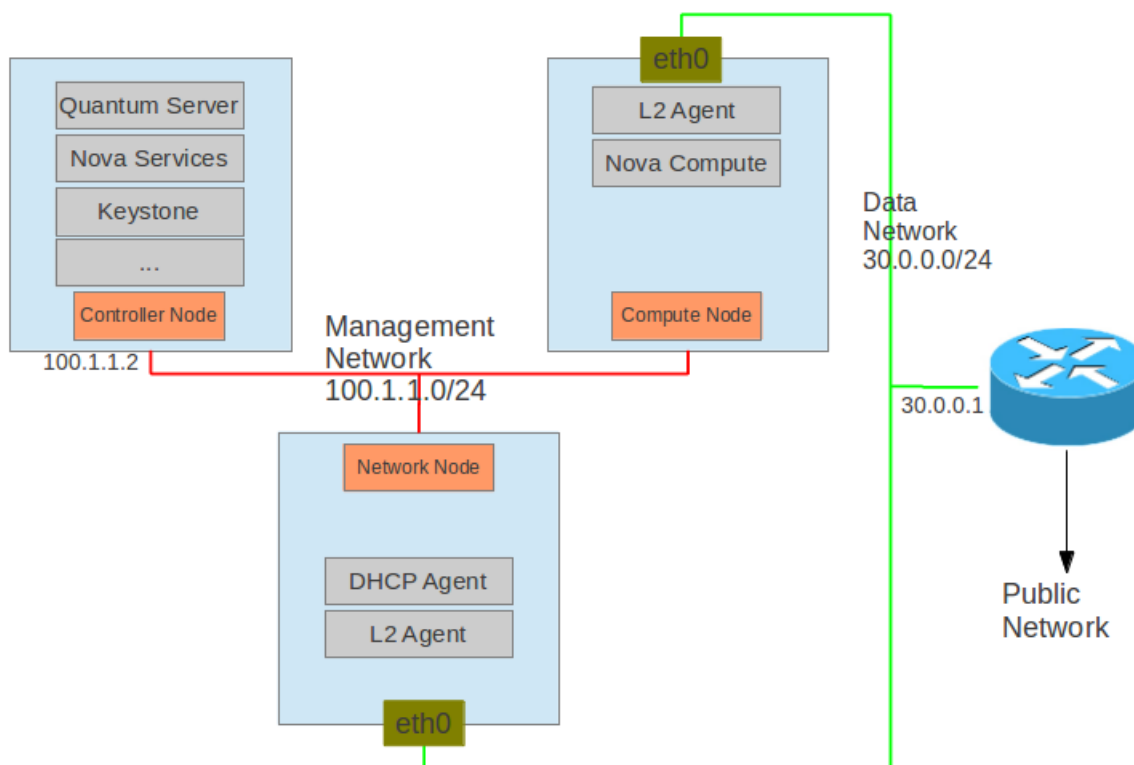 Quantum Server
Nova Services
Keystone
...
Controller Node
100.1.1.2
eth0
L2 Agent
Nova Compute
Compute Node
Management
Network
100.1.1.0/24
Data
Network
30.0.0.0/24
30.0.0.1
Public
Network
Network Node
DHCP Agent
L2 Agent
eth0